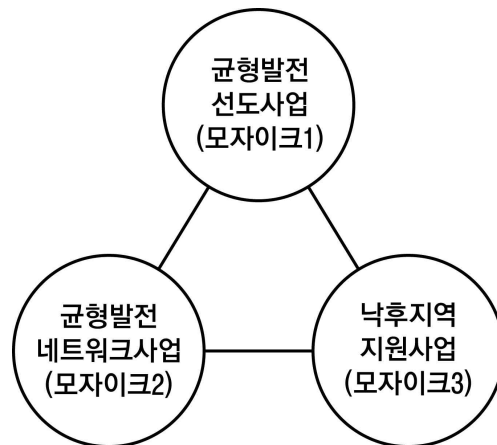 균형발전
선도사업
(모자이크1)
균형발전
네트워크사업
(모자이크2)
낙후지역
지원사업
(모자이크3)